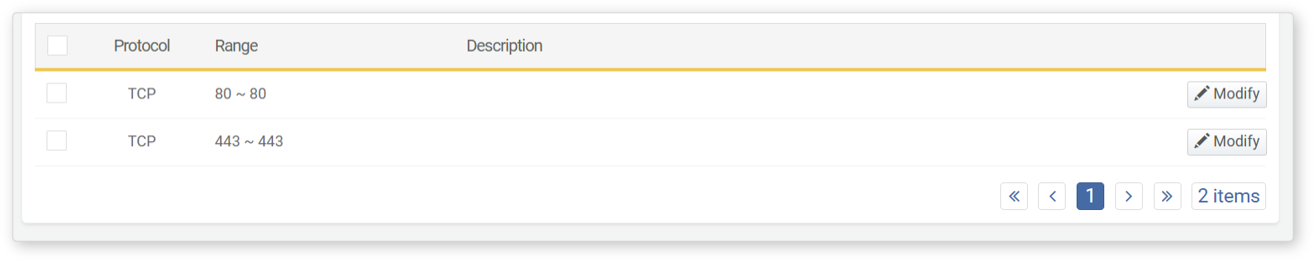 Protocol Range Description
TCP 80 ~ 80 Modify
TCP 443 ~ 443 Modify
« ‹ 1 › » 2 items